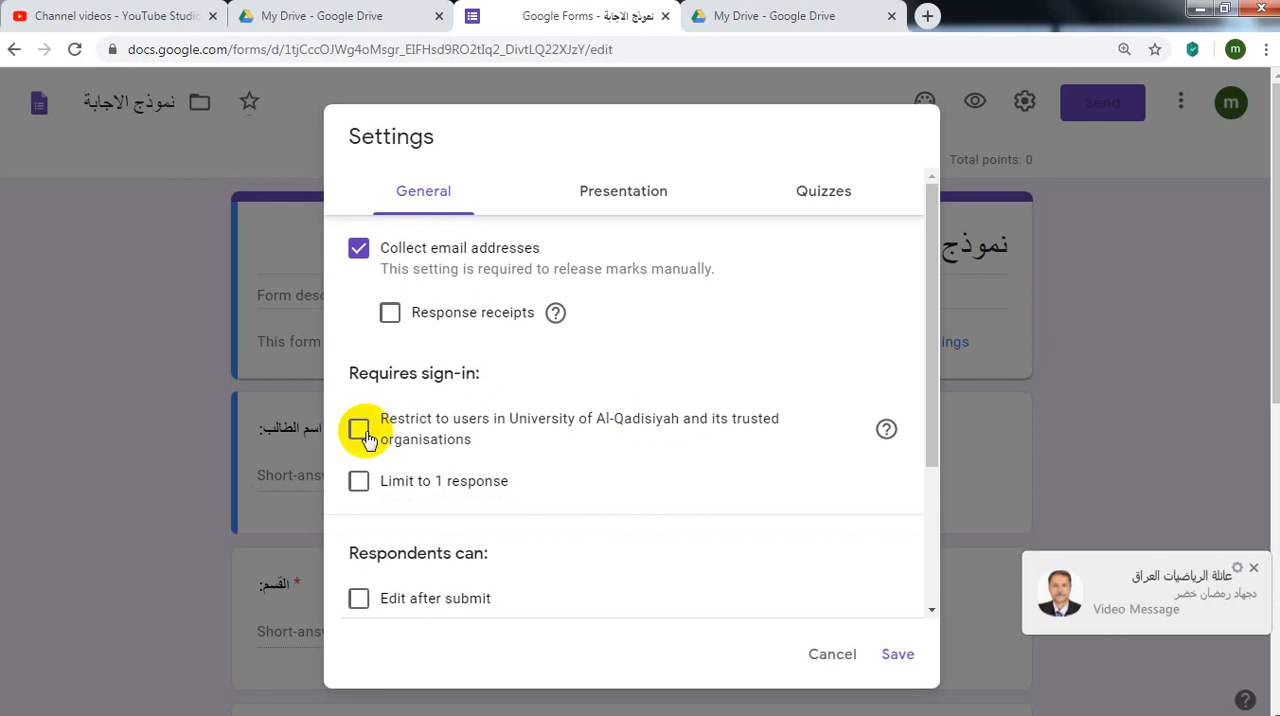 Channel videos - YouTube Studio
My Drive - Google Drive
نموذج الاجابة - Google Forms
My Drive - Google Drive
docs.google.com/forms/d/1tjCccOJWg4oMsgr_EIFHsd9RO2tIq2_DivtLQ22XJzY/edit
m
نموذج الاجابة
Send
m
Total points: 0
Settings
General
Presentation
Quizzes
نموذج
Collect email addresses
This setting is required to release marks manually.
Form desc
Response receipts
This form
Requires sign-in:
Restrict to users in University of Al-Qadisiyah and its trusted
organisations
اسم الطالب:
Short-ans
Limit to 1 response
Respondents can:
القسم: *
Edit after submit
Short-ans
Cancel
Save
عائلة الرياضيات العراق
دجهاد رمضان خضر
Video Message